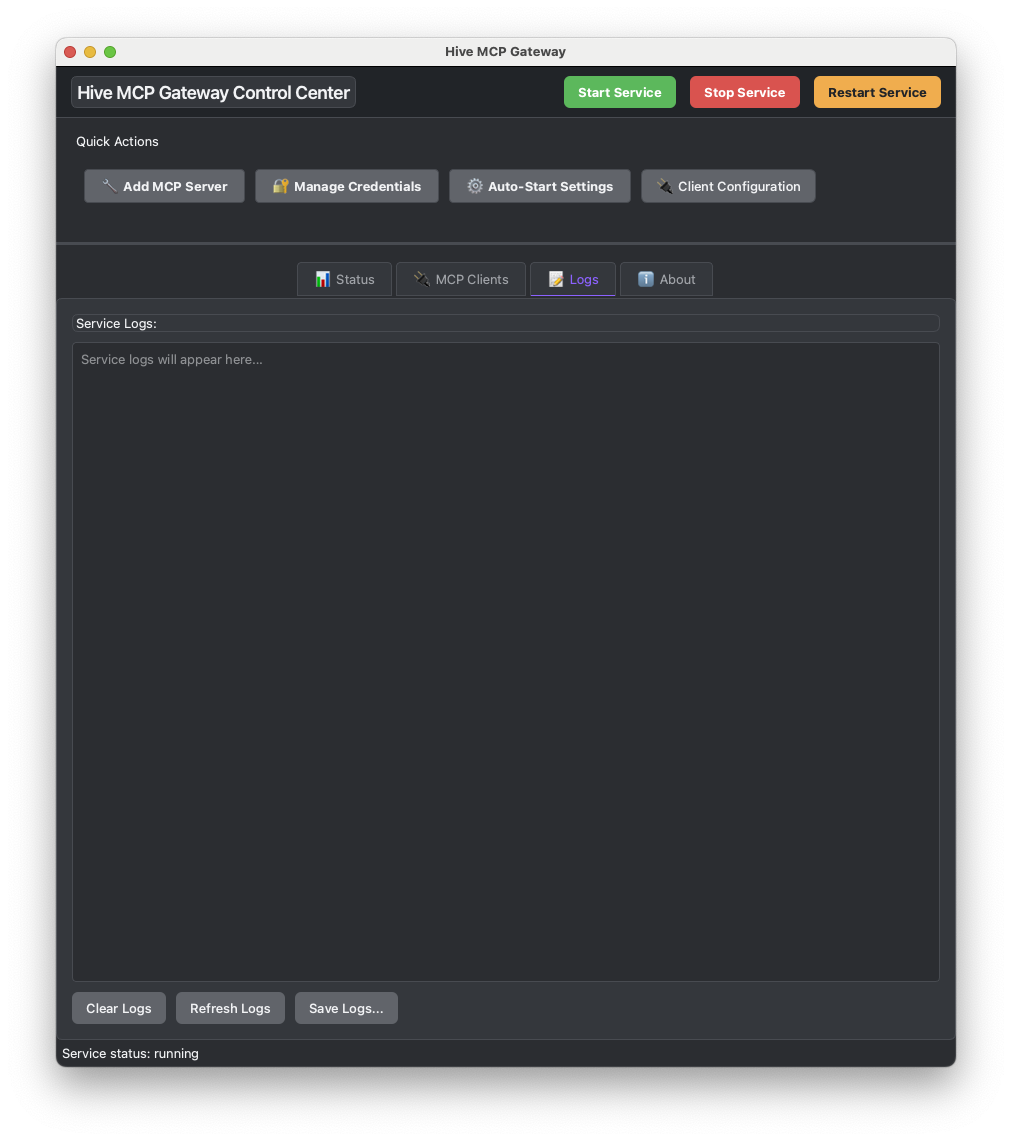 Hive MCP Gateway
Hive MCP Gateway Control Center
Start Service
Stop Service
Restart Service
Quick Actions
Add MCP Server
Manage Credentials
Auto-Start Settings
Client Configuration
Status
MCP Clients
Logs
About
Service Logs:
Service logs will appear here...
Clear Logs
Refresh Logs
Save Logs...
Service status: running